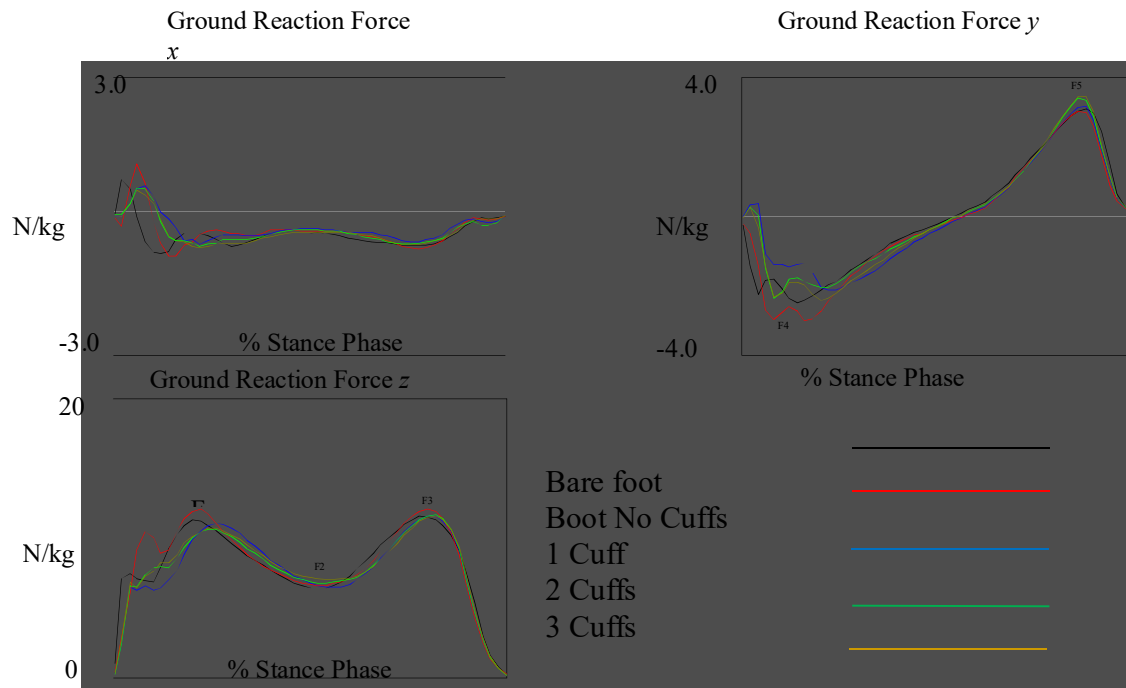 Ground Reaction Force
x
Ground Reaction Force y
3.0
N/kg
-3.0
% Stance Phase
4.0
F5
N/kg
F4
-4.0
% Stance Phase
Ground Reaction Force z
20
F
F3
N/kg
F2
0
% Stance Phase
Bare foot
Boot No Cuffs
1 Cuff
2 Cuffs
3 Cuffs